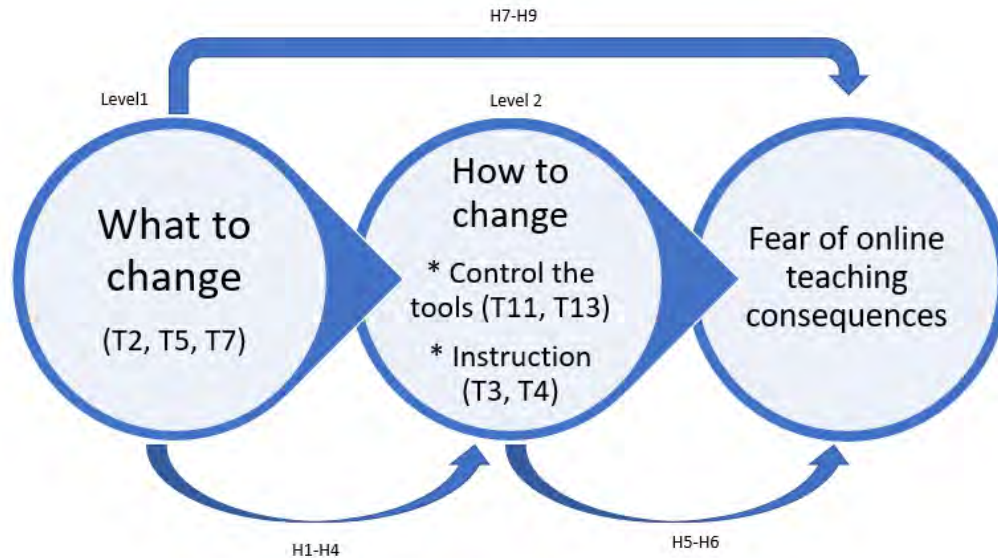 H7-H9
Level1
Level 2
What to
change
(T2, T5, T7)
How to
change
* Control the
tools (T11, T13)
* Instruction
(T3, T4)
Fear of online
teaching
consequences
H1-H4
H5-H6